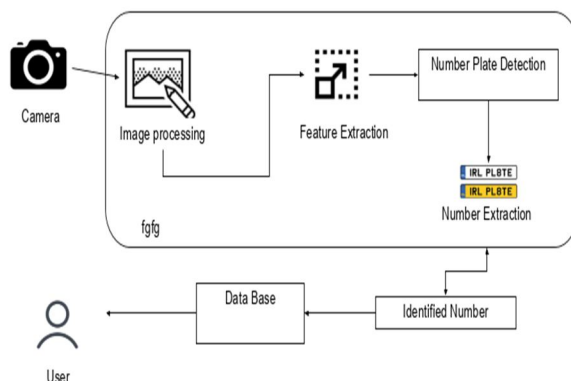 Camera
Image processing
Feature Extraction
Number Plate Detection
IRL PL8TE
IRL PL8TE
Number Extraction
fgfg
Data Base
Identified Number
User